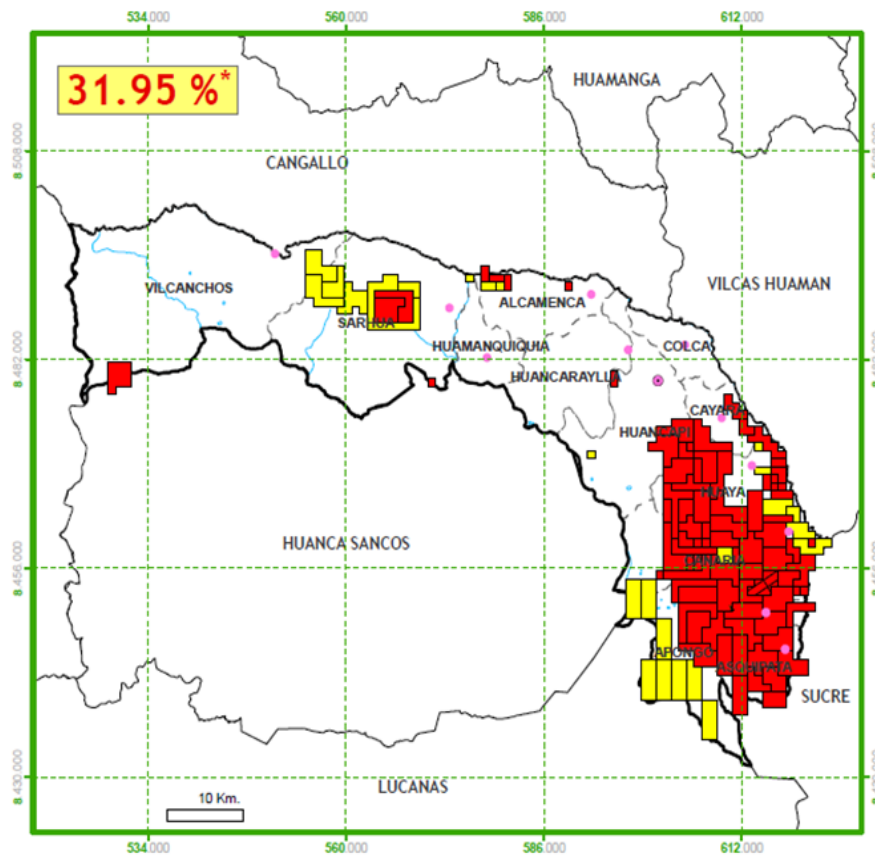 534.000 560.000 586.000 612.000
31.95 %*
HUAMANGA
8.508.000
CANGALLO
VILCANCHOS
VILCAS HUAMAN
ALCAMENCA
SARHUA
HUAMANQUIQUIA
COLCA
8.482.000
HUANCARAYLLA
CAYARA
HUANCAPI
HUAYA
HUANCA SANCOS
CANARIA
8.456.000
APONGO
ASQUIPATA
SUCRE
8.430.000
LUCANAS
10 Km.
534.000 560.000 586.000 612.000